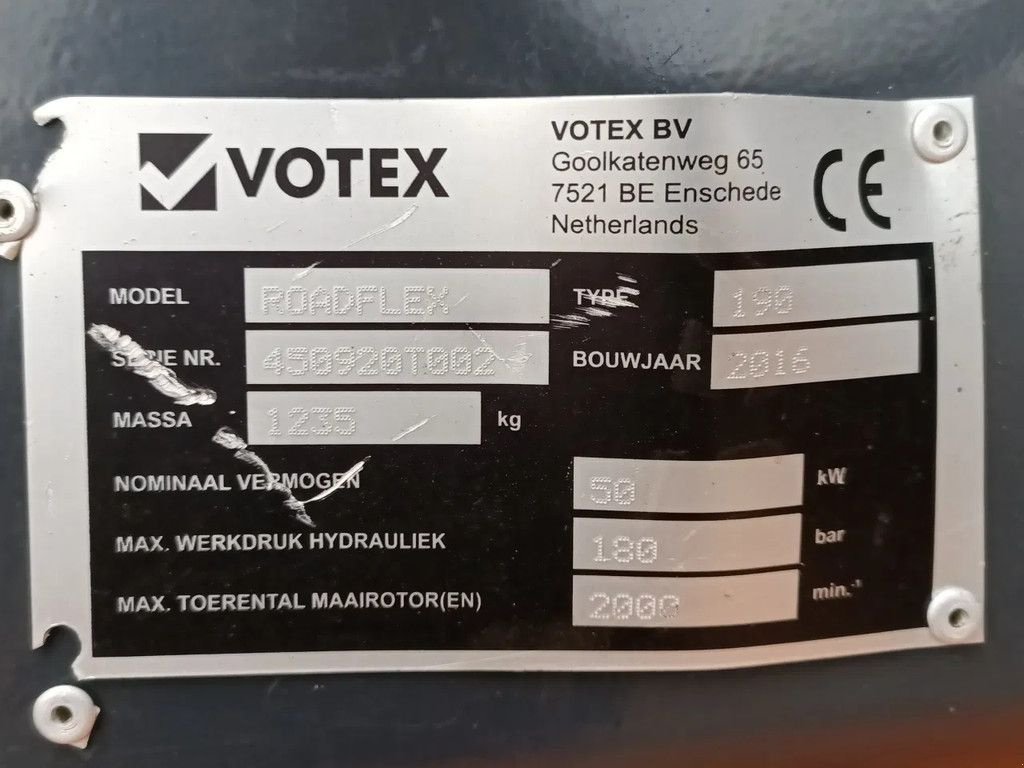 VOTEX
VOTEX BV
Goolkatenweg 65
7521 BE Enschede
Netherlands
CE
MODEL ROADFLEX TYPE 190
SERIE NR. 450920T002 BOUWJAAR 2016
MASSA 1235 kg
NOMINAAL VERMOGEN 50 kW
MAX. WERKDRUK HYDRAULIEK 180 bar
MAX. TOERENTAL MAAIROTOR(EN) 2000 min.⁻¹